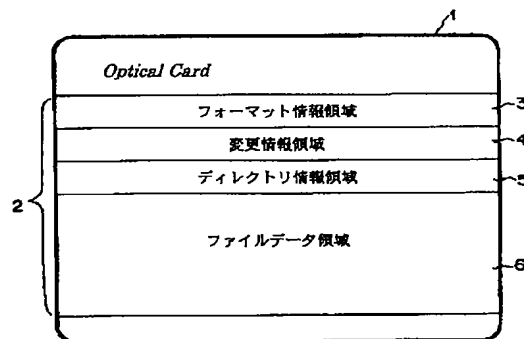 1
Optical Card
フォーマット情報領域 3
変更情報領域 4
ディレクトリ情報領域 5
2
ファイルデータ領域
6